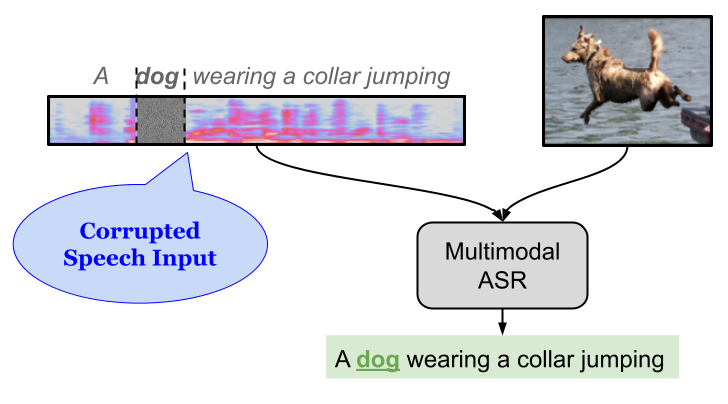 A dog wearing a collar jumping
Corrupted
Speech Input
Multimodal
ASR
A dog wearing a collar jumping